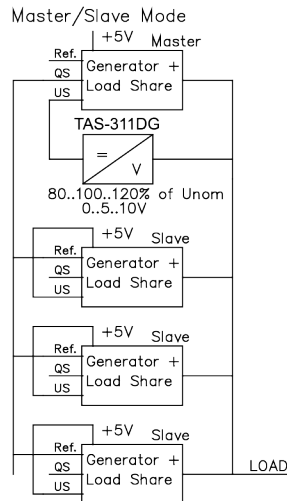 Master/Slave Mode
+5V Master
Ref.
QS
US
Generator +
Load Share
TAS-311DG
=
V
80..100..120% of Unom
0..5..10V
+5V Slave
Ref.
QS
US
Generator +
Load Share
+5V Slave
Ref.
QS
US
Generator +
Load Share
+5V Slave
Ref.
QS
US
Generator +
Load Share
LOAD